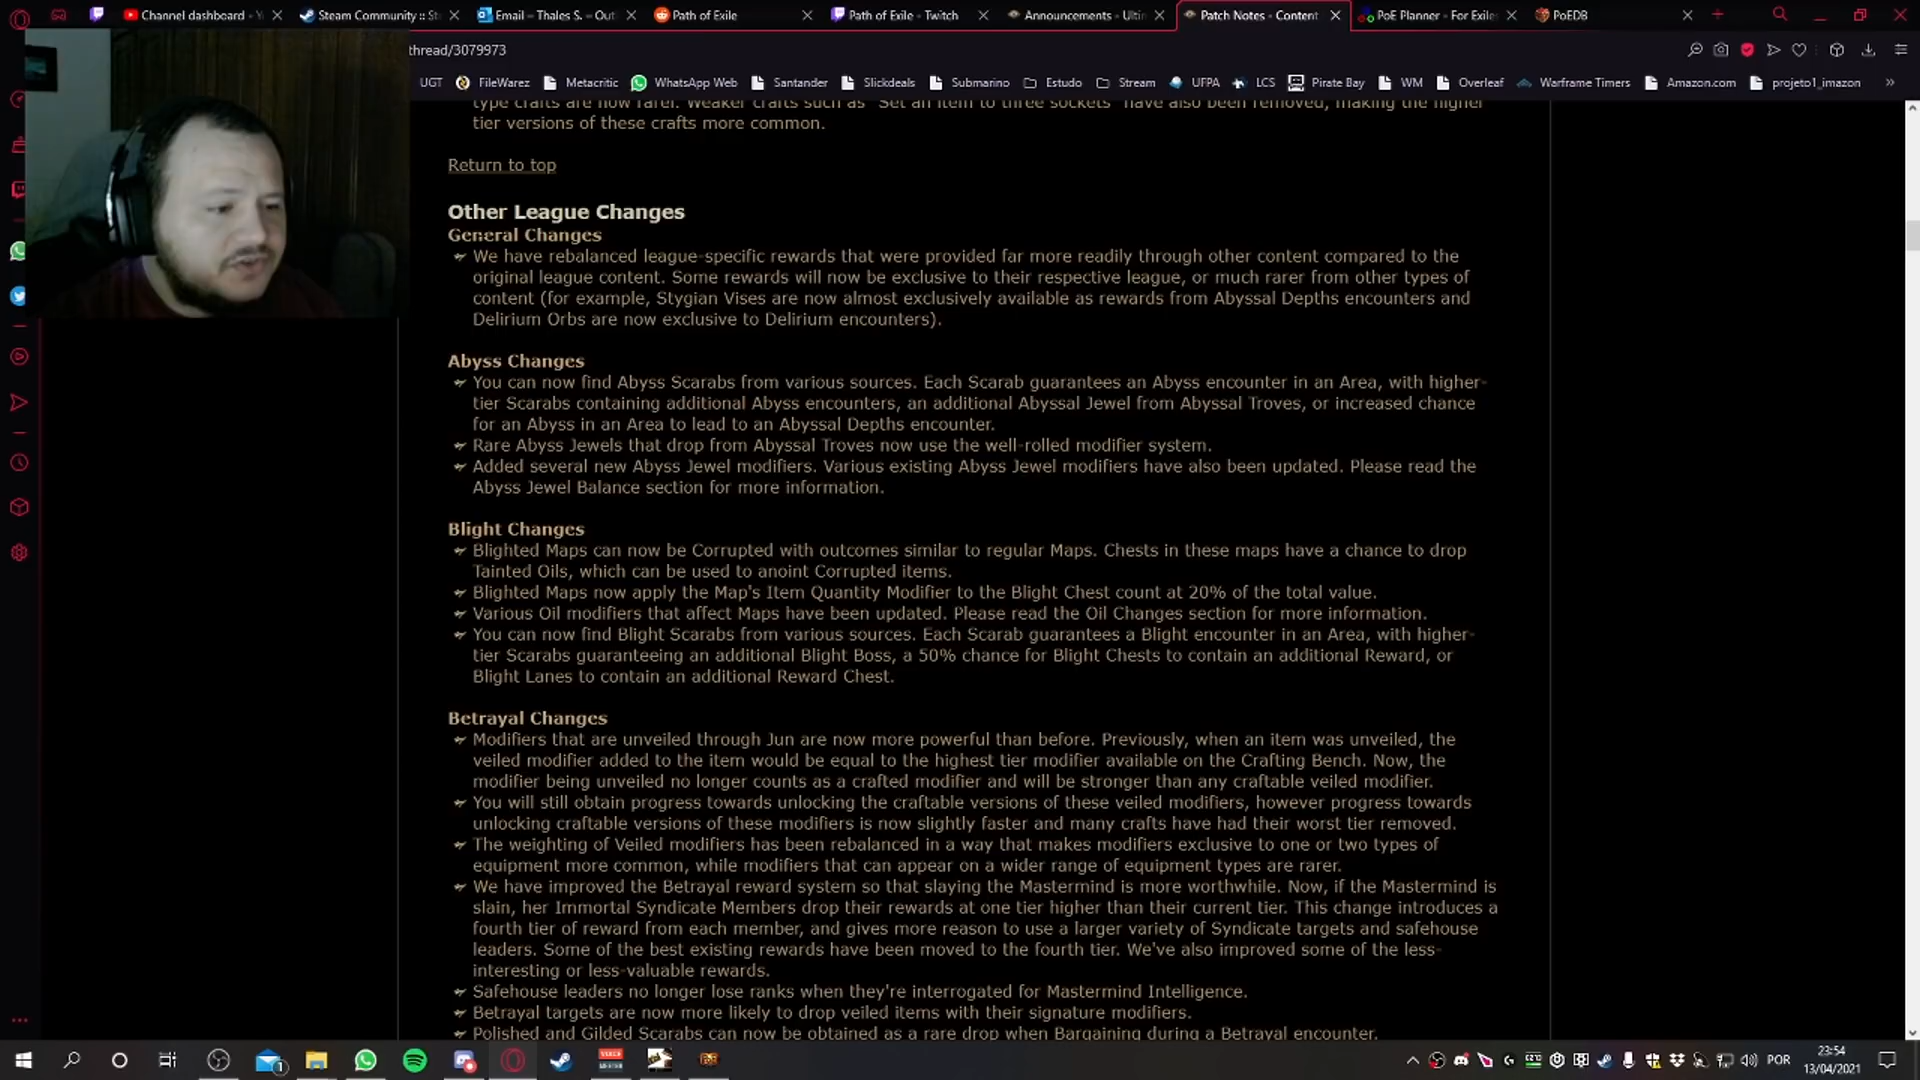 Channel dashboard - Y
Steam Community :: St
Email – Thales S. – Out
Path of Exile
Path of Exile - Twitch
Announcements - Ultin
Patch Notes - Content
PoE Planner - For Exile
PoEDB
thread/3079973
UGT
FileWarez
Metacritic
WhatsApp Web
Santander
Slickdeals
Submarino
Estudo
Stream
UFPA
LCS
Pirate Bay
WM
Overleaf
Warframe Timers
Amazon.com
projeto1_imazon
type crafts are now rarer. Weaker crafts such as "Set an item to three sockets" have also been removed, making the higher
tier versions of these crafts more common.
Return to top
Other League Changes
General Changes
We have rebalanced league-specific rewards that were provided far more readily through other content compared to the
original league content. Some rewards will now be exclusive to their respective league, or much rarer from other types of
content (for example, Stygian Vises are now almost exclusively available as rewards from Abyssal Depths encounters and
Delirium Orbs are now exclusive to Delirium encounters).
Abyss Changes
You can now find Abyss Scarabs from various sources. Each Scarab guarantees an Abyss encounter in an Area, with higher-
tier Scarabs containing additional Abyss encounters, an additional Abyssal Jewel from Abyssal Troves, or increased chance
for an Abyss in an Area to lead to an Abyssal Depths encounter.
Rare Abyss Jewels that drop from Abyssal Troves now use the well-rolled modifier system.
Added several new Abyss Jewel modifiers. Various existing Abyss Jewel modifiers have also been updated. Please read the
Abyss Jewel Balance section for more information.
Blight Changes
Blighted Maps can now be Corrupted with outcomes similar to regular Maps. Chests in these maps have a chance to drop
Tainted Oils, which can be used to anoint Corrupted items.
Blighted Maps now apply the Map's Item Quantity Modifier to the Blight Chest count at 20% of the total value.
Various Oil modifiers that affect Maps have been updated. Please read the Oil Changes section for more information.
You can now find Blight Scarabs from various sources. Each Scarab guarantees a Blight encounter in an Area, with higher-
tier Scarabs guaranteeing an additional Blight Boss, a 50% chance for Blight Chests to contain an additional Reward, or
Blight Lanes to contain an additional Reward Chest.
Betrayal Changes
Modifiers that are unveiled through Jun are now more powerful than before. Previously, when an item was unveiled, the
veiled modifier added to the item would be equal to the highest tier modifier available on the Crafting Bench. Now, the
modifier being unveiled no longer counts as a crafted modifier and will be stronger than any craftable veiled modifier.
You will still obtain progress towards unlocking the craftable versions of these veiled modifiers, however progress towards
unlocking craftable versions of these modifiers is now slightly faster and many crafts have had their worst tier removed.
The weighting of Veiled modifiers has been rebalanced in a way that makes modifiers exclusive to one or two types of
equipment more common, while modifiers that can appear on a wider range of equipment types are rarer.
We have improved the Betrayal reward system so that slaying the Mastermind is more worthwhile. Now, if the Mastermind is
slain, her Immortal Syndicate Members drop their rewards at one tier higher than their current tier. This change introduces a
fourth tier of reward from each member, and gives more reason to use a larger variety of Syndicate targets and safehouse
leaders. Some of the best existing rewards have been moved to the fourth tier. We've also improved some of the less-
interesting or less-valuable rewards.
Safehouse leaders no longer lose ranks when they're interrogated for Mastermind Intelligence.
Betrayal targets are now more likely to drop veiled items with their signature modifiers.
Polished and Gilded Scarabs can now be obtained as a rare drop when Bargaining during a Betrayal encounter.
POR
23:54
13/04/2021